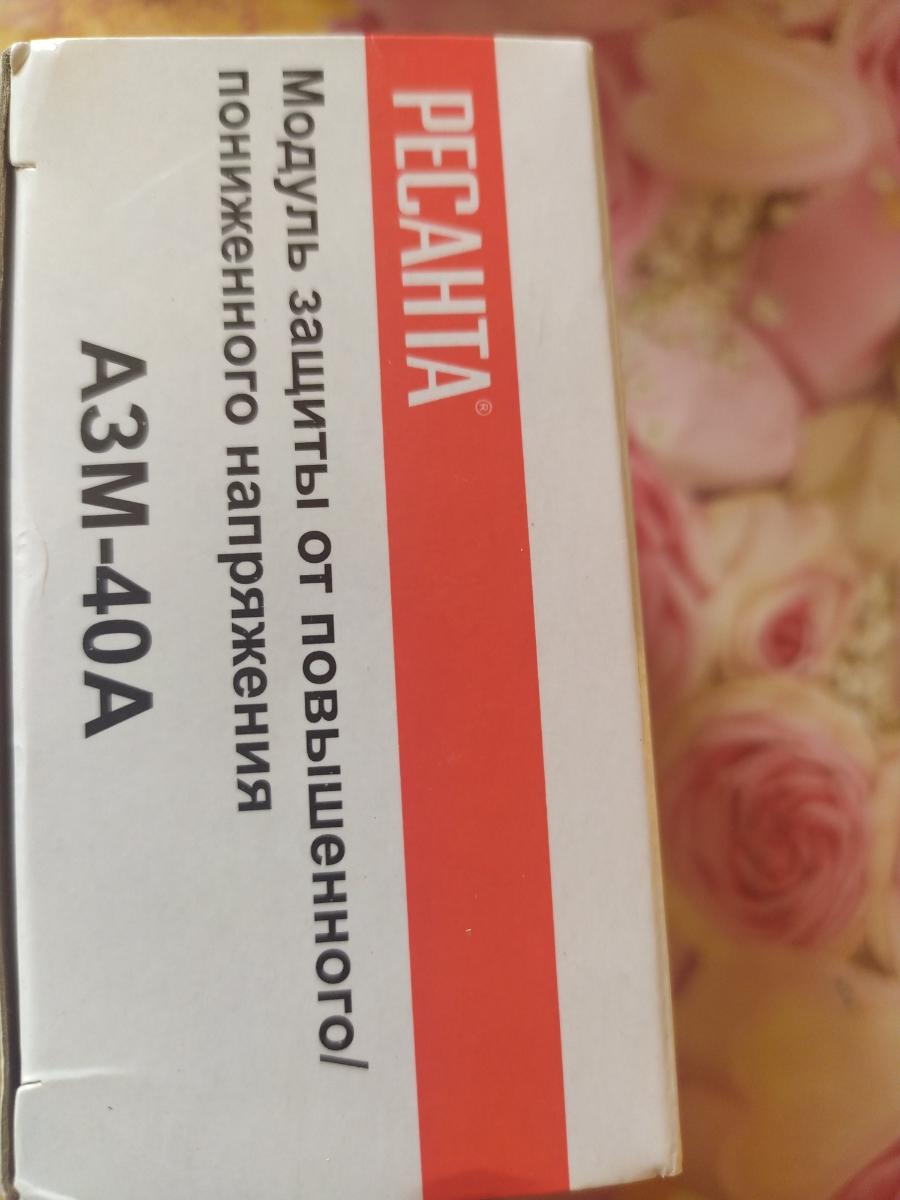 РЕСАНТА®
Модуль защиты от повышенного/
пониженного напряжения
АЗМ-40А